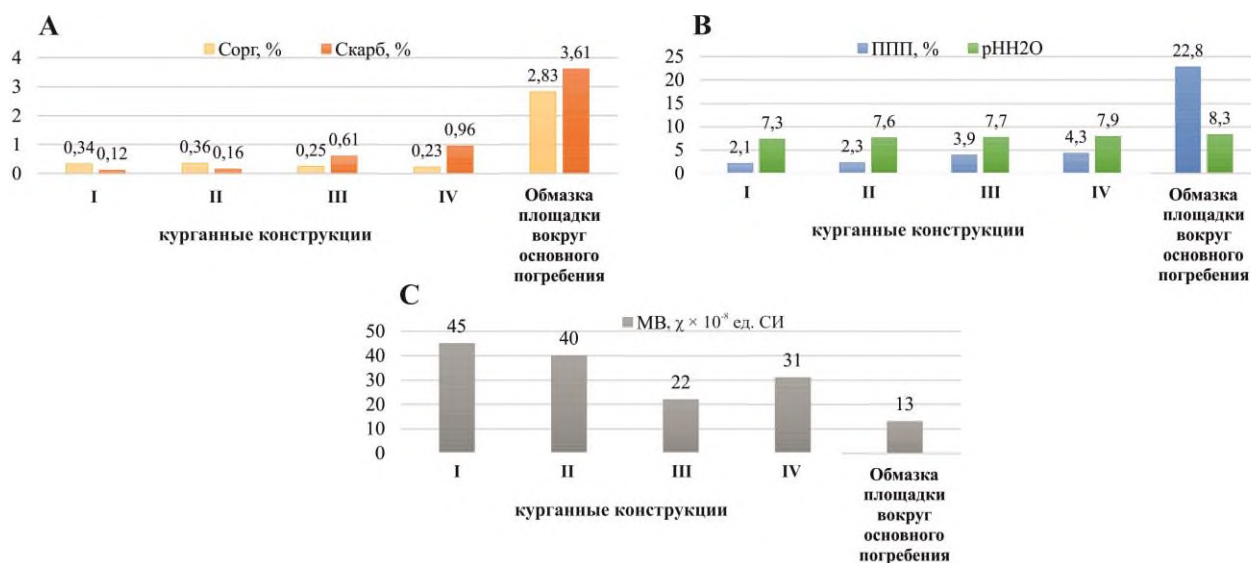 A
Сорг, % Скарб, %
4
3
2
1
0
0,34 0,12
0,36 0,16
0,25 0,61
0,23 0,96
2,83 3,61
I II III IV
курганные конструкции
Обмазка
площадки
вокруг
основного
погребения
B
ППП, % pHH2O
25
20
15
10
5
0
2,1 7,3
2,3 7,6
3,9 7,7
4,3 7,9
22,8 8,3
I II III IV
курганные конструкции
Обмазка
площадки
вокруг
основного
погребения
C
МВ, χ × 10⁻⁸ ед. СИ
50
40
30
20
10
0
45
40
22
31
13
I II III IV
курганные конструкции
Обмазка
площадки
вокруг
основного
погребения